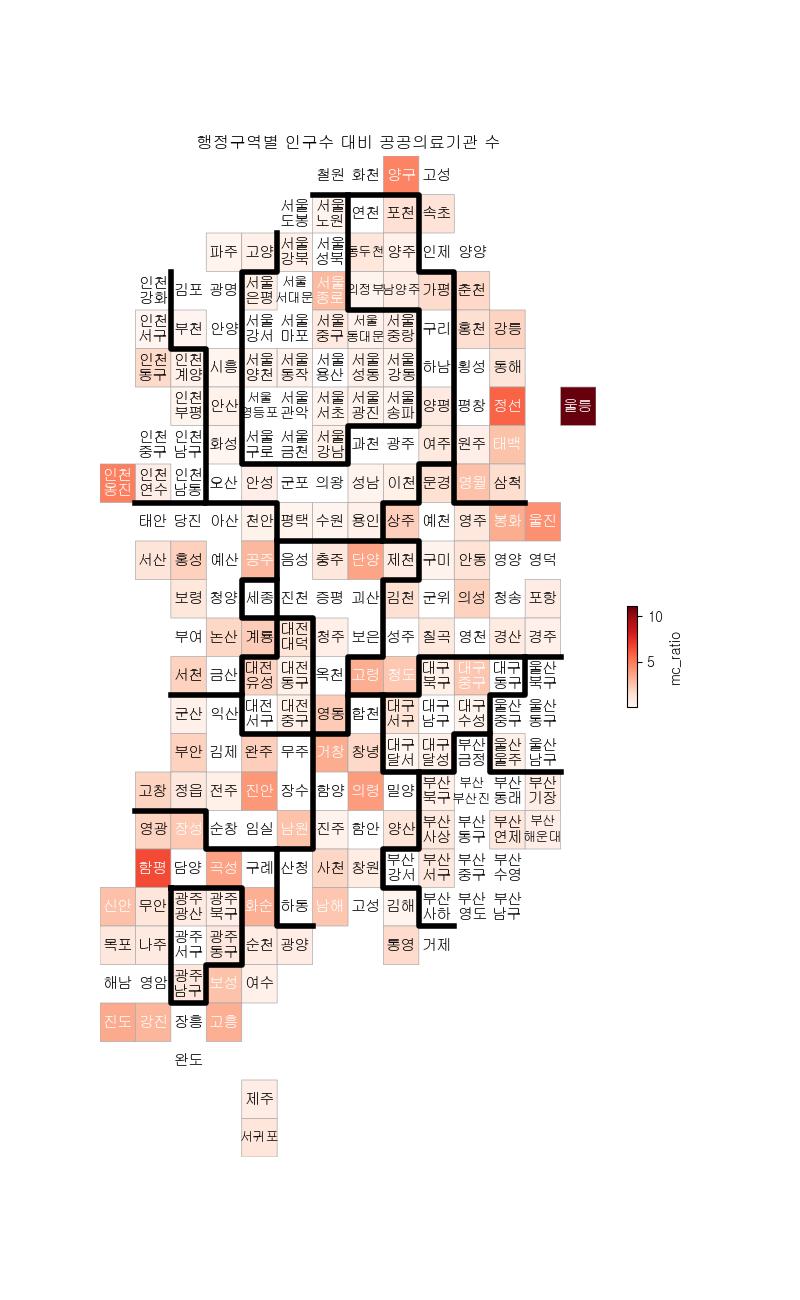 행정구역별 인구수 대비 공공의료기관 수
철원 화천 양구 고성
서울 서울
도봉 노원 연천 포천 속초
서울 서울
파주 고양 강북 성북 동두천 양주 인제 양양
인천 서울 서울 서울
강화 김포 광명 은평 서대문 종로 의정부 남양주 가평 춘천
인천 서울 서울 서울 서울 서울
서구 부천 안양 강서 마포 중구 동대문 중랑 구리 홍천 강릉
인천 인천 서울 서울 서울 서울 서울
동구 계양 시흥 양천 동작 용산 성동 강동 하남 횡성 동해
인천 서울 서울 서울 서울 서울
부평 안산 영등포 관악 서초 광진 송파 양평 평창 정선 울릉
인천 인천 서울 서울 서울
중구 남구 화성 구로 금천 강남 과천 광주 여주 원주 태백
인천 인천 인천
옹진 연수 남동 오산 안성 군포 의왕 성남 이천 문경 영월 삼척
태안 당진 아산 천안 평택 수원 용인 상주 예천 영주 봉화 울진
서산 홍성 예산 공주 음성 충주 단양 제천 구미 안동 영양 영덕
보령 청양 세종 진천 증평 괴산 김천 군위 의성 청송 포항
대전
부여 논산 계룡 대덕 청주 보은 성주 칠곡 영천 경산 경주
대전 대전 대구 대구 대구 울산
서천 금산 유성 동구 옥천 고령 청도 북구 중구 동구 북구
대전 대전 대구 대구 대구 울산 울산
군산 익산 서구 중구 영동 합천 서구 남구 수성 중구 동구
대구 대구 부산 울산 울산
부안 김제 완주 무주 거창 창녕 달서 달성 금정 울주 남구
부산 부산 부산 부산
고창 정읍 전주 진안 장수 함양 의령 밀양 북구 부산진 동래 기장
부산 부산 부산 부산
영광 장성 순창 임실 남원 진주 함안 양산 사상 동구 연제 해운대
부산 부산 부산 부산
함평 담양 곡성 구례 산청 사천 창원 강서 서구 중구 수영
광주 광주 부산 부산 부산
신안 무안 광산 북구 화순 하동 남해 고성 김해 사하 영도 남구
광주 광주
목포 나주 서구 동구 순천 광양 통영 거제
광주
해남 영암 남구 보성 여수
진도 강진 장흥 고흥
완도
제주
서귀포
10
5
mc_ratio